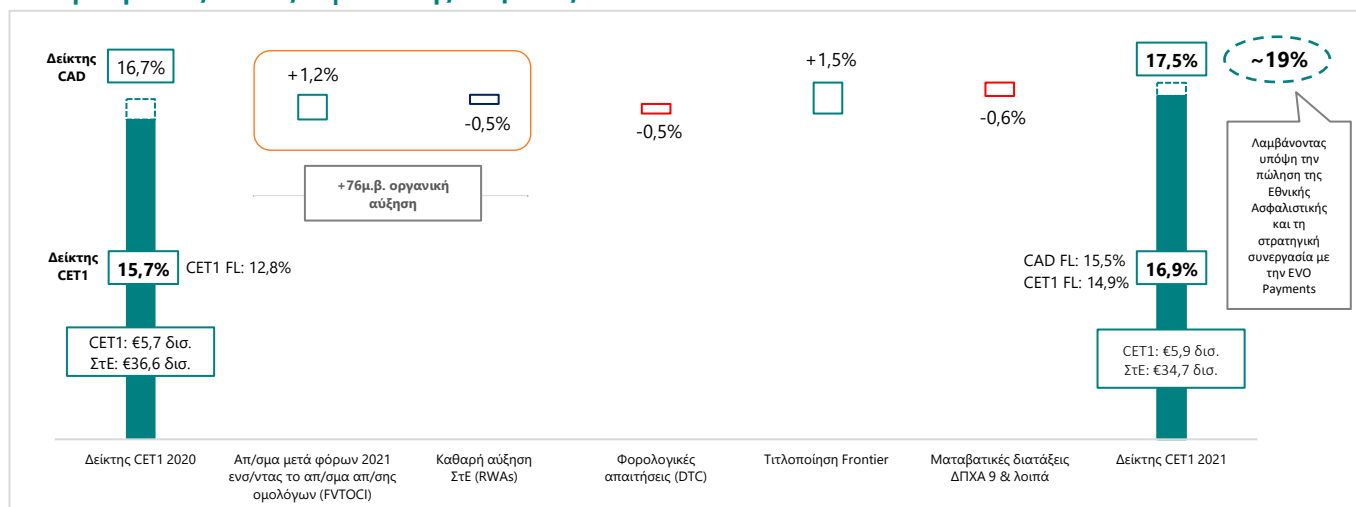 Δείκτης
CAD
16,7%
+1,2%
-0,5%
-0,5%
+1,5%
-0,6%
17,5%
~19%
+76μ.β. οργανική
αύξηση
Λαμβάνοντας
υπόψη την
πώληση της
Εθνικής
Ασφαλιστικής
και τη
στρατηγική
συνεργασία με
την EVO
Payments
Δείκτης
CET1
15,7%
CET1 FL: 12,8%
CAD FL: 15,5%
CET1 FL: 14,9%
16,9%
CET1: €5,7 δισ.
ΣτΕ: €36,6 δισ.
CET1: €5,9 δισ.
ΣτΕ: €34,7 δισ.
Δείκτης CET1 2020
Απ/σμα μετά φόρων 2021
ενσ/ντας το απ/σμα απ/σης
ομολόγων (FVTOCI)
Καθαρή αύξηση
ΣτΕ (RWAs)
Φορολογικές
απαιτήσεις (DTC)
Τιτλοποίηση Frontier
Ματαβατικές διατάξεις
ΔΠΧΑ 9 & λοιπά
Δείκτης CET1 2021